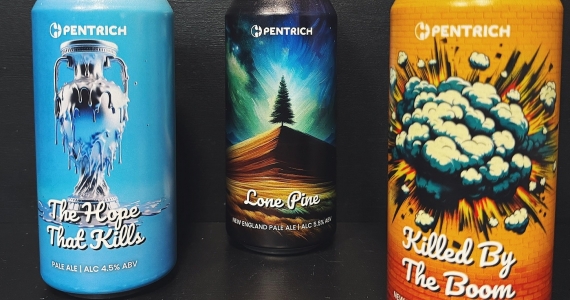 PENTRICH
The Hope
That Kills
PALE ALE | ALC 4.5% ABV
PENTRICH
Lone Pine
NEW ENGLAND PALE ALE | ALC 5.5% ABV
PENTRICH
Killed By
The Boom